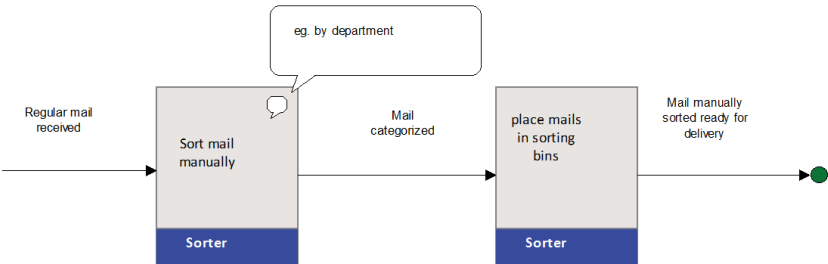 eg. by department
Regular mail
received
Sort mail
manually
Sorter
Mail
categorized
place mails
in sorting
bins
Sorter
Mail manually
sorted ready for
delivery